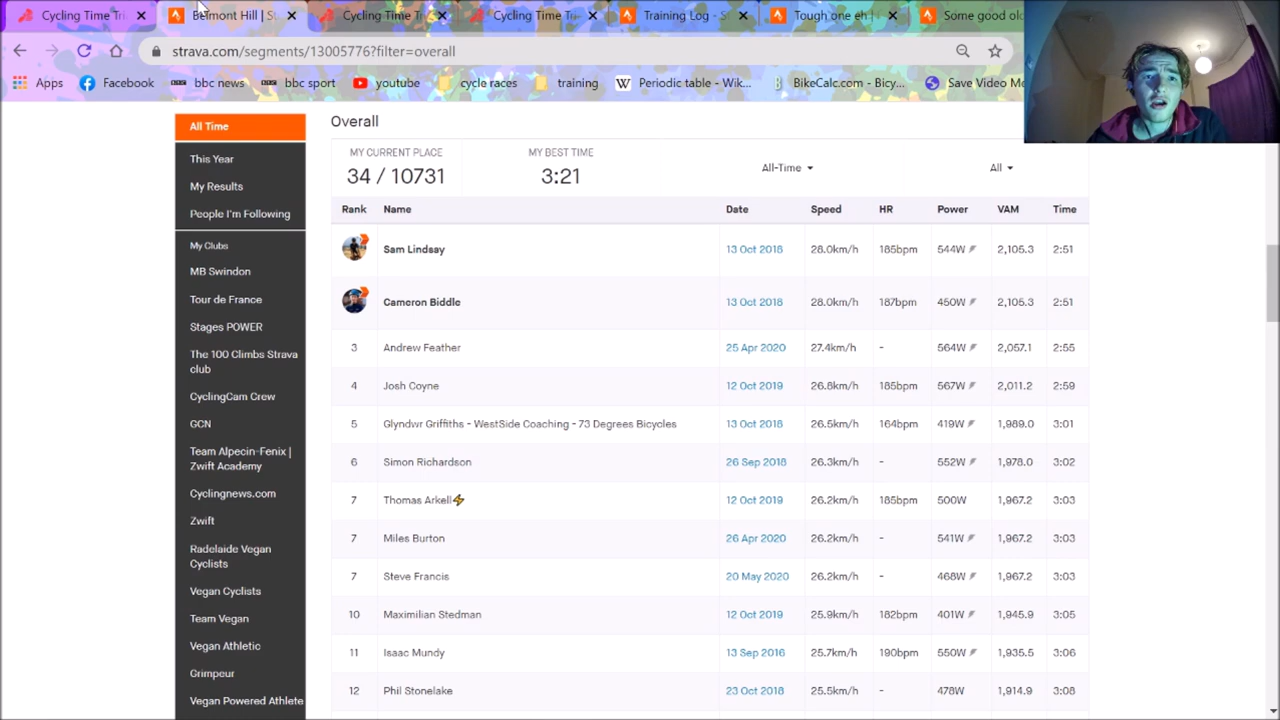 Cycling Time Tri
Belmont Hill | St
Cycling Time Tr
Cycling Time Tri
Training Log - St
Tough one eh |
Some good old
strava.com/segments/13005776?filter=overall
Apps
Facebook
bbc news
bbc sport
youtube
cycle races
training
Periodic table - Wik...
BikeCalc.com - Bicy...
Save Video Me
All Time
This Year
My Results
People I'm Following
My Clubs
MB Swindon
Tour de France
Stages POWER
The 100 Climbs Strava
club
CyclingCam Crew
GCN
Team Alpecin-Fenix |
Zwift Academy
Cyclingnews.com
Zwift
Radelaide Vegan
Cyclists
Vegan Cyclists
Team Vegan
Vegan Athletic
Grimpeur
Vegan Powered Athlete
Overall
MY CURRENT PLACE MY BEST TIME
34 / 10731 3:21 All-Time All
Rank Name Date Speed HR Power VAM Time
Sam Lindsay 13 Oct 2018 28.0km/h 185bpm 544W 2,105.3 2:51
Cameron Biddle 13 Oct 2018 28.0km/h 187bpm 450W 2,105.3 2:51
3 Andrew Feather 25 Apr 2020 27.4km/h - 564W 2,057.1 2:55
4 Josh Coyne 12 Oct 2019 26.8km/h 185bpm 567W 2,011.2 2:59
5 Glyndwr Griffiths - WestSide Coaching - 73 Degrees Bicycles 13 Oct 2018 26.5km/h 164bpm 419W 1,989.0 3:01
6 Simon Richardson 26 Sep 2018 26.3km/h - 552W 1,978.0 3:02
7 Thomas Arkell⚡ 12 Oct 2019 26.2km/h 185bpm 500W 1,967.2 3:03
7 Miles Burton 26 Apr 2020 26.2km/h - 541W 1,967.2 3:03
7 Steve Francis 20 May 2020 26.2km/h - 468W 1,967.2 3:03
10 Maximilian Stedman 12 Oct 2019 25.9km/h 182bpm 401W 1,945.9 3:05
11 Isaac Mundy 13 Sep 2016 25.7km/h 190bpm 550W 1,935.5 3:06
12 Phil Stonelake 23 Oct 2018 25.5km/h - 478W 1,914.9 3:08